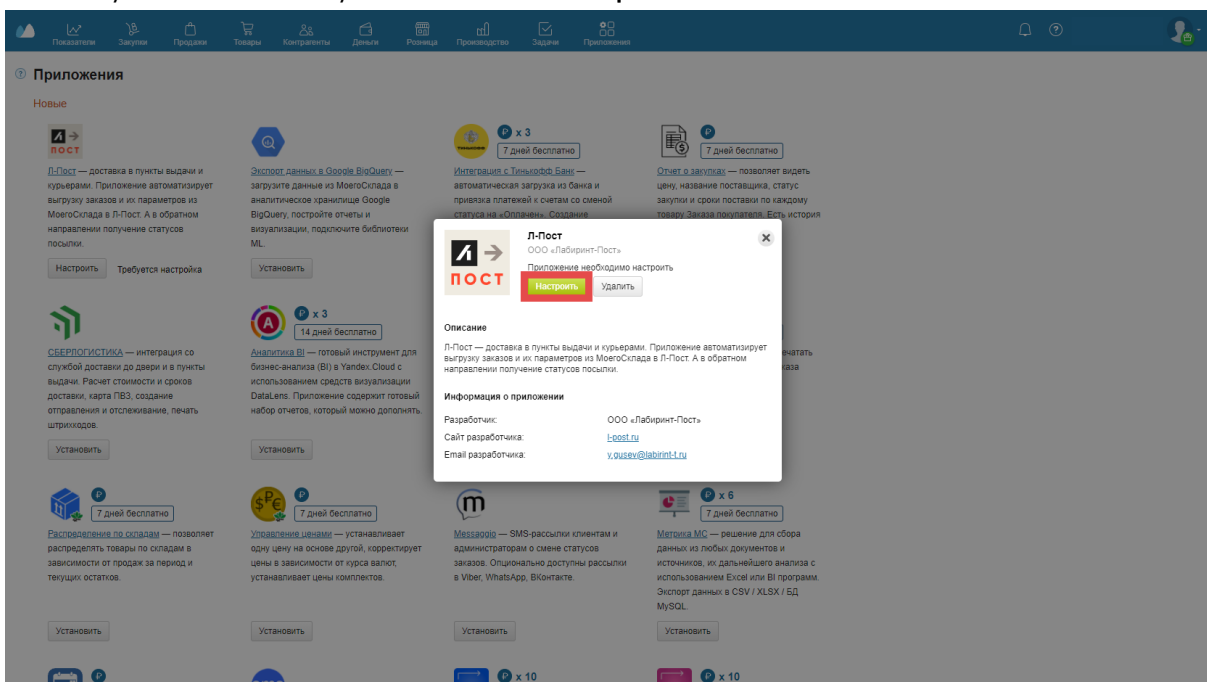 Показатели
Закупки
Продажи
Товары
Контрагенты
Деньги
Розница
Производство
Задачи
Приложения
Приложения
Новые
Л-Пост — доставка в пункты выдачи и
курьерами. Приложение автоматизирует
выгрузку заказов и их параметров из
МоегоСклада в Л-Пост. А в обратном
направлении получение статусов
посылки.
Настроить Требуется настройка
Экспорт данных в Google BigQuery —
загрузите данные из МоегоСклада в
аналитическое хранилище Google
BigQuery, постройте отчеты и
визуализации, подключите библиотеки
ML.
Установить
x 3
7 дней бесплатно
Интеграция с Тинькофф Банк —
автоматическая загрузка из банка и
привязка платежей к счетам со сменой
статуса на «Оплачен». Создание
7 дней бесплатно
Отчет о закупках — позволяет видеть
цену, название поставщика, статус
закупки и сроки поставки по каждому
товару Заказа покупателя. Есть история
Л-Пост
ООО «Лабиринт-Пост»
Приложение необходимо настроить
Настроить Удалить
ПОСТ
Описание
Л-Пост — доставка в пункты выдачи и курьерами. Приложение автоматизирует
выгрузку заказов и их параметров из МоегоСклада в Л-Пост. А в обратном
направлении получение статусов посылки.
Информация о приложении
Разработчик: ООО «Лабиринт-Пост»
Сайт разработчика: l-post.ru
Email разработчика: y.gusev@labirint-t.ru
СБЕРЛОГИСТИКА — интеграция со
службой доставки до двери и в пункты
выдачи. Расчет стоимости и сроков
доставки, карта ПВЗ, создание
отправления и отслеживание, печать
штрихкодов.
Установить
x 3
14 дней бесплатно
Аналитика BI — готовый инструмент для
бизнес-анализа (BI) в Yandex.Cloud с
использованием средств визуализации
DataLens. Приложение содержит готовый
набор отчетов, который можно дополнять.
Установить
ечатать
каза
7 дней бесплатно
Распределение по складам — позволяет
распределять товары по складам в
зависимости от продаж за период и
текущих остатков.
Установить
7 дней бесплатно
Управление ценами — устанавливает
одну цену на основе другой, корректирует
цены в зависимости от курса валют,
устанавливает цены комплектов.
Установить
Messaggio — SMS-рассылки клиентам и
администраторам о смене статусов
заказов. Опционально доступны рассылки
в Viber, WhatsApp, ВКонтакте.
Установить
x 6
7 дней бесплатно
Метрика МС — решение для сбора
данных из любых документов и
источников, их дальнейшего анализа с
использованием Excel или BI программ.
Экспорт данных в CSV / XLSX / БД
MySQL.
Установить
x 10
x 10